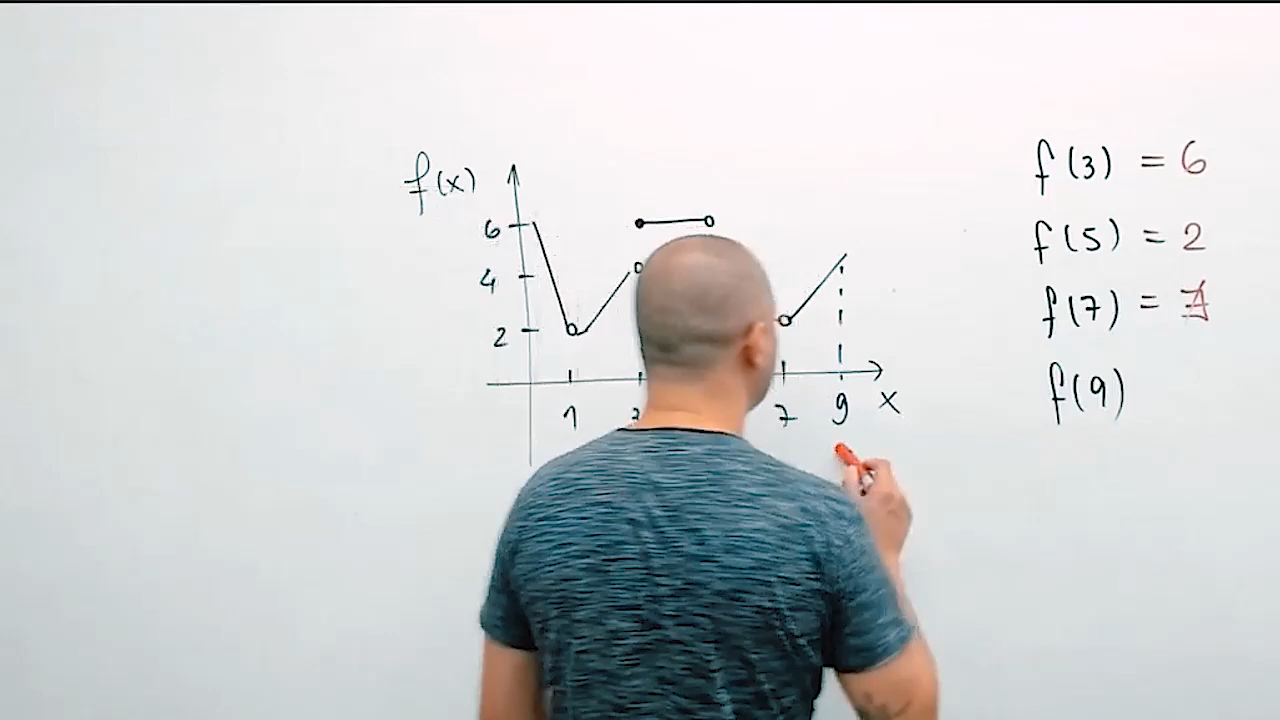 f(x)
6
4
2
1 7 9 x
f(3) = 6
f(5) = 2
f(7) = ∄
f(9)